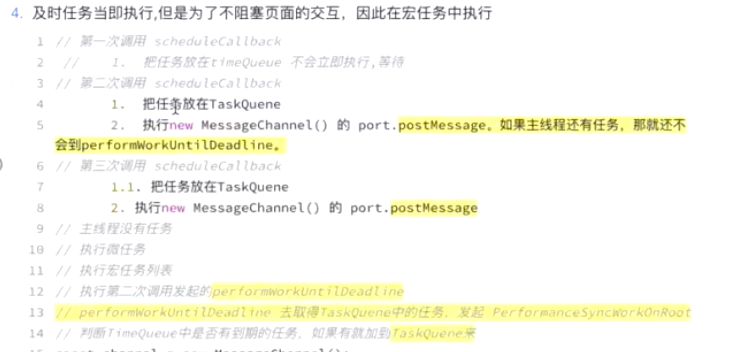 4. 及时任务当即执行,但是为了不阻塞页面的交互，因此在宏任务中执行
1 // 第一次调用 scheduleCallback
2 // 1. 把任务放在timeQueue 不会立即执行,等待
3 // 第二次调用 scheduleCallback
4 1. 把任务放在TaskQuene
5 2. 执行new MessageChannel() 的 port.postMessage。如果主线程还有任务，那就还不
会到performWorkUntilDeadline。
6 // 第三次调用 scheduleCallback
7 1.1. 把任务放在TaskQuene
8 2. 执行new MessageChannel() 的 port.postMessage
9 // 主线程没有任务
10 // 执行微任务
11 // 执行宏任务列表
12 // 执行第二次调用发起的performWorkUntilDeadline
13 // performWorkUntilDeadline 去取得TaskQuene中的任务，发起 PerformanceSyncWorkOnRoot
14 // 判断TimeQueue中是否有到期的任务，如果有就加到TaskQuene来